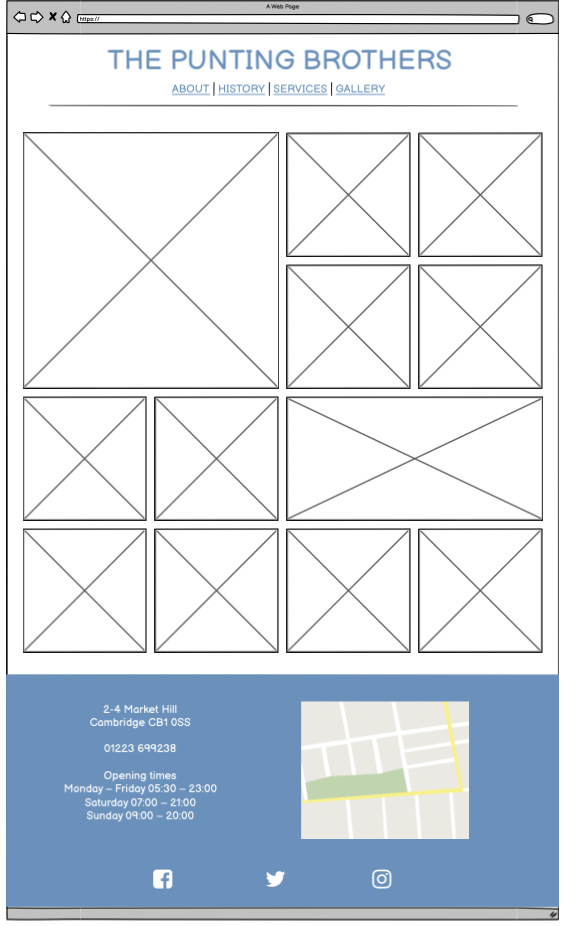 A Web Page
https://
THE PUNTING BROTHERS
ABOUT | HISTORY | SERVICES | GALLERY
2-4 Market Hill
Cambridge CB1 0SS
01223 699238
Opening times
Monday – Friday 05:30 – 23:00
Saturday 07:00 – 21:00
Sunday 09:00 – 20:00